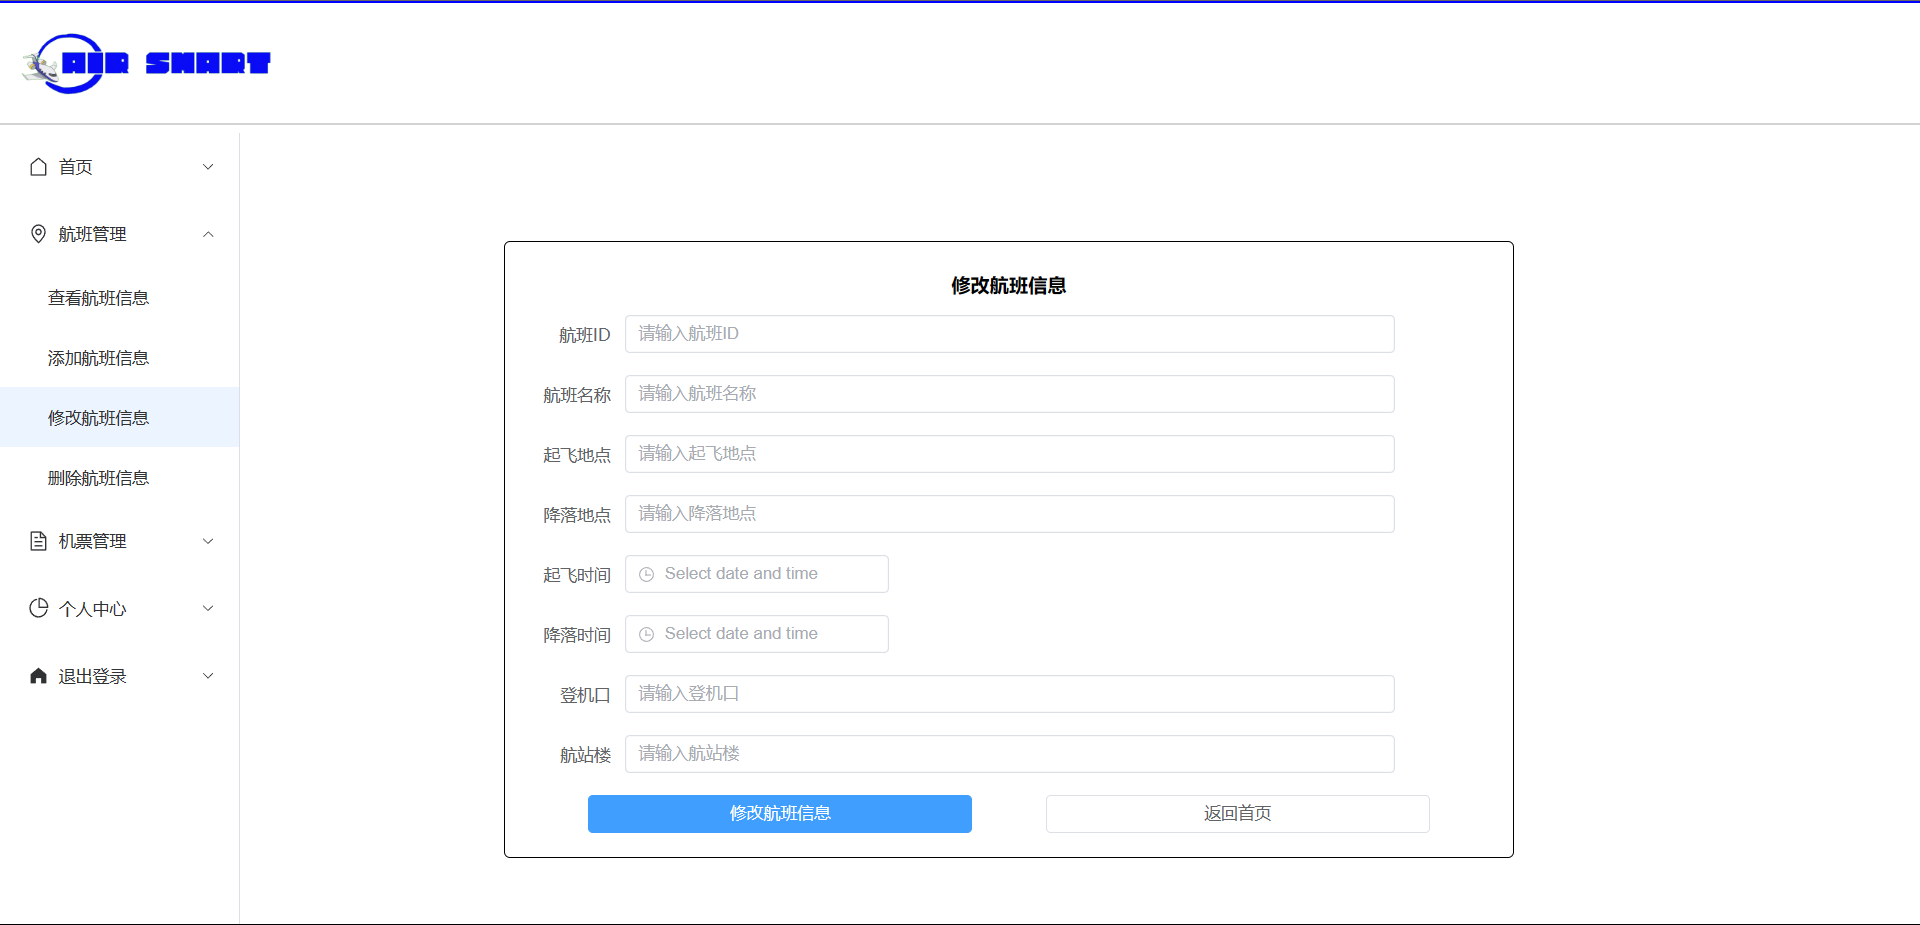 AIR SMART
首页
航班管理
查看航班信息
添加航班信息
修改航班信息
删除航班信息
机票管理
个人中心
退出登录
修改航班信息
航班ID 请输入航班ID
航班名称 请输入航班名称
起飞地点 请输入起飞地点
降落地点 请输入降落地点
起飞时间 Select date and time
降落时间 Select date and time
登机口 请输入登机口
航站楼 请输入航站楼
修改航班信息 返回首页